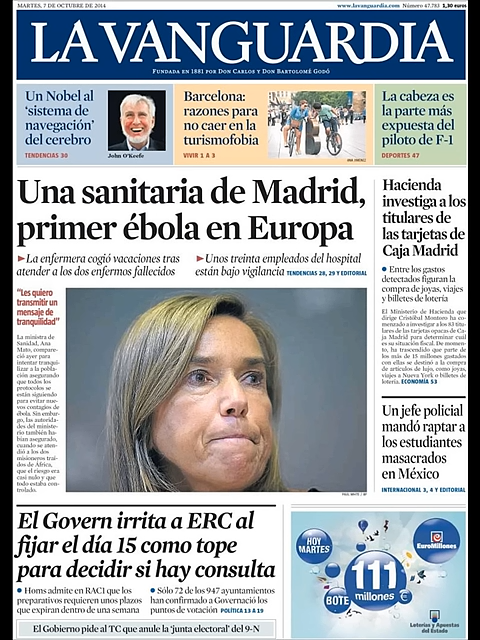 MARTES, 7 DE OCTUBRE DE 2014
www.lavanguardia.com Número 47.783 1,30 euros
LA VANGUARDIA
FUNDADA EN 1881 POR DON CARLOS Y DON BARTOLOMÉ GODÓ
Un Nobel al
‘sistema de
navegación’
del cerebro
TENDENCIAS 30
John O'Keefe
Barcelona:
razones para
no caer en la
turismofobia
VIVIR 1 A 3
ANA JIMÉNEZ
La cabeza es
la parte más
expuesta del
piloto de F-1
DEPORTES 47
Una sanitaria de Madrid,
primer ébola en Europa
La enfermera cogió vacaciones tras
atender a los dos enfermos fallecidos
Unos treinta empleados del hospital
están bajo vigilancia TENDENCIAS 28, 29 Y EDITORIAL
“Les quiero
transmitir un
mensaje de
tranquilidad”
La ministra de
Sanidad, Ana
Mato, compare-
ció ayer para
intentar tranqui-
lizar a la pobla-
ción asegurando
que todos los
protocolos se
están siguiendo
para evitar nue-
vos contagios de
ébola. Sin embar-
go, las autorida-
des del ministe-
rio también ha-
bían asegurado,
cuando se aten-
dió a los dos
misioneros traí-
dos de África,
que el riesgo era
casi nulo y que
todo estaba con-
trolado.
PAUL WHITE / AP
Hacienda
investiga a los
titulares de
las tarjetas de
Caja Madrid
Entre los gastos
detectados figuran la
compra de joyas, viajes
y billetes de lotería
El Ministerio de Hacienda que
dirige Cristóbal Montoro ha co-
menzado a investigar a los 83 titula-
res de las tarjetas opacas de Ca-
ja Madrid para determinar cuál
es su situación fiscal. De momen-
to, ha trascendido que parte de
los más de 15 millones gastados
con ellas se destinó a la compra
de artículos de lujo, como joyas,
viajes a Nueva York o billetes de
lotería. ECONOMÍA 53
Un jefe policial
mandó raptar a
los estudiantes
masacrados
en México
INTERNACIONAL 3, 4 Y EDITORIAL
El Govern irrita a ERC al
fijar el día 15 como tope
para decidir si hay consulta
Homs admite en RAC1 que los
preparativos requieren unos plazos
que expiran dentro de una semana
Sólo 72 de los 947 ayuntamientos
han confirmado a Governació los
puntos de votación POLÍTICA 13 A 19
El Gobierno pide al TC que anule la ‘junta electoral’ del 9-N
HOY
MARTES
EuroMillones
111
millones €
BOTE
Loterías y Apuestas
del Estado